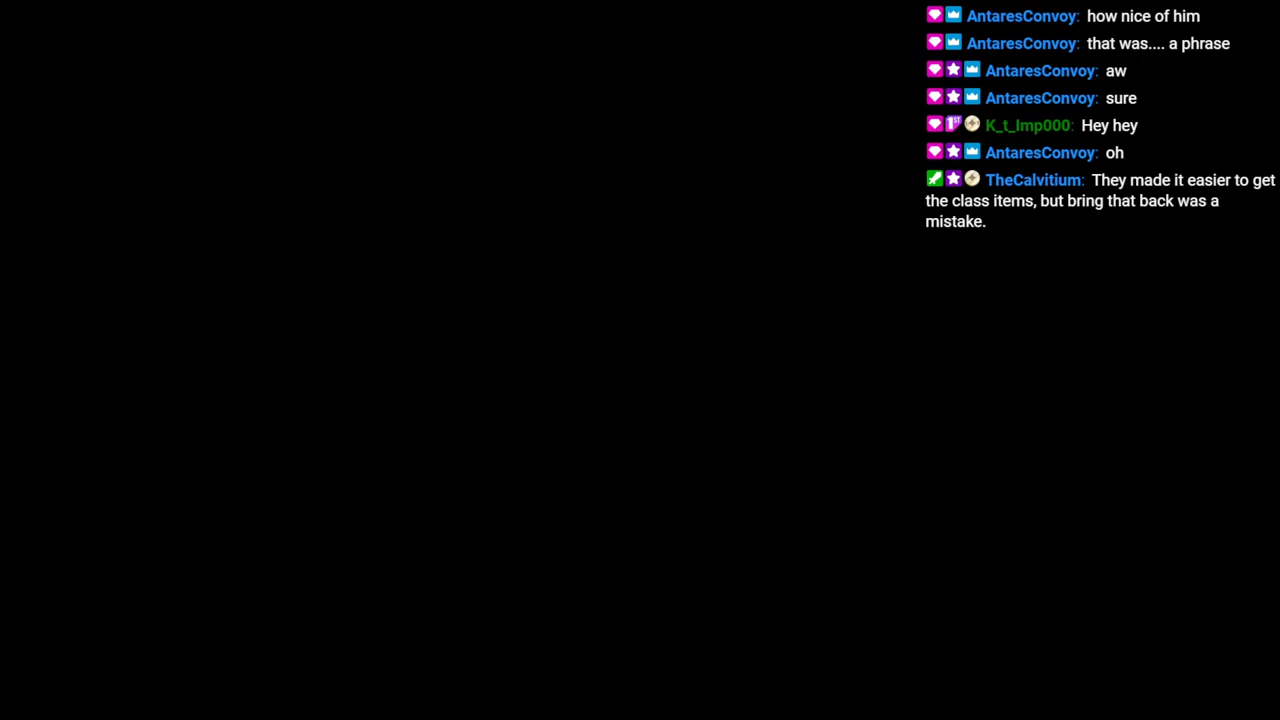 AntaresConvoy: how nice of him
AntaresConvoy: that was.... a phrase
AntaresConvoy: aw
AntaresConvoy: sure
1ST K_t_Imp000: Hey hey
AntaresConvoy: oh
TheCalvitium: They made it easier to get
the class items, but bring that back was a
mistake.